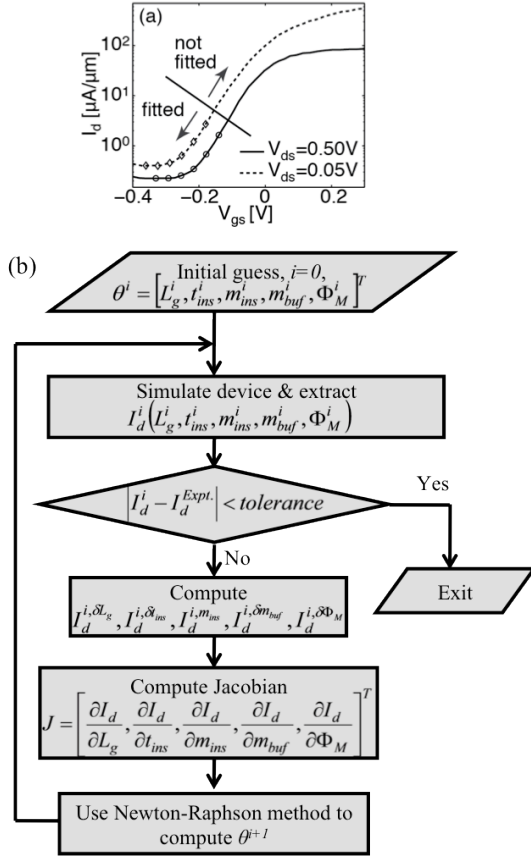 (a)
not
fitted
fitted
I_d [μA/μm]
10^2
10^1
10^0
V_ds=0.50V
V_ds=0.05V
-0.4 -0.2 0 0.2
V_gs [V]
(b)
Initial guess, i=0,
θ^i = [L_g^i, t_ins^i, m_ins^i, m_buf^i, Φ_M^i]^T
Simulate device & extract
I_d^i (L_g^i, t_ins^i, m_ins^i, m_buf^i, Φ_M^i)
|I_d^i − I_d^Expt.| < tolerance
Yes
No
Exit
Compute
I_d^{i,δL_g}, I_d^{i,δt_ins}, I_d^{i,m_ins}, I_d^{i,δm_buf}, I_d^{i,δΦ_M}
Compute Jacobian
J = [∂I_d/∂L_g, ∂I_d/∂t_ins, ∂I_d/∂m_ins, ∂I_d/∂m_buf, ∂I_d/∂Φ_M]^T
Use Newton-Raphson method to
compute θ^{i+1}